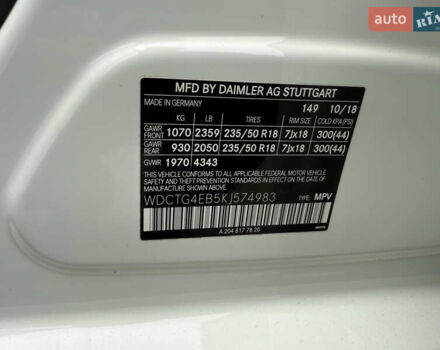 auto RIA
MFD BY DAIMLER AG STUTTGART
MADE IN GERMANY 149 10/18
KG LB TIRES RIM SIZE COLD KPA(PSI)
GAWR FRONT 1070 2359 235/50 R18 7Jx18 300(44)
GAWR REAR 930 2050 235/50 R18 7Jx18 300(44)
GVWR 1970 4343
THIS VEHICLE CONFORMS TO ALL APPLICABLE FEDERAL MOTOR VEHICLE
SAFETY, BUMPER, AND THEFT PREVENTION STANDARDS IN EFFECT ON
THE DATE OF MANUFACTURE SHOWN ABOVE.
WDCTG4EB5KJ574983 TYPE: MPV
A 204 817 78 20